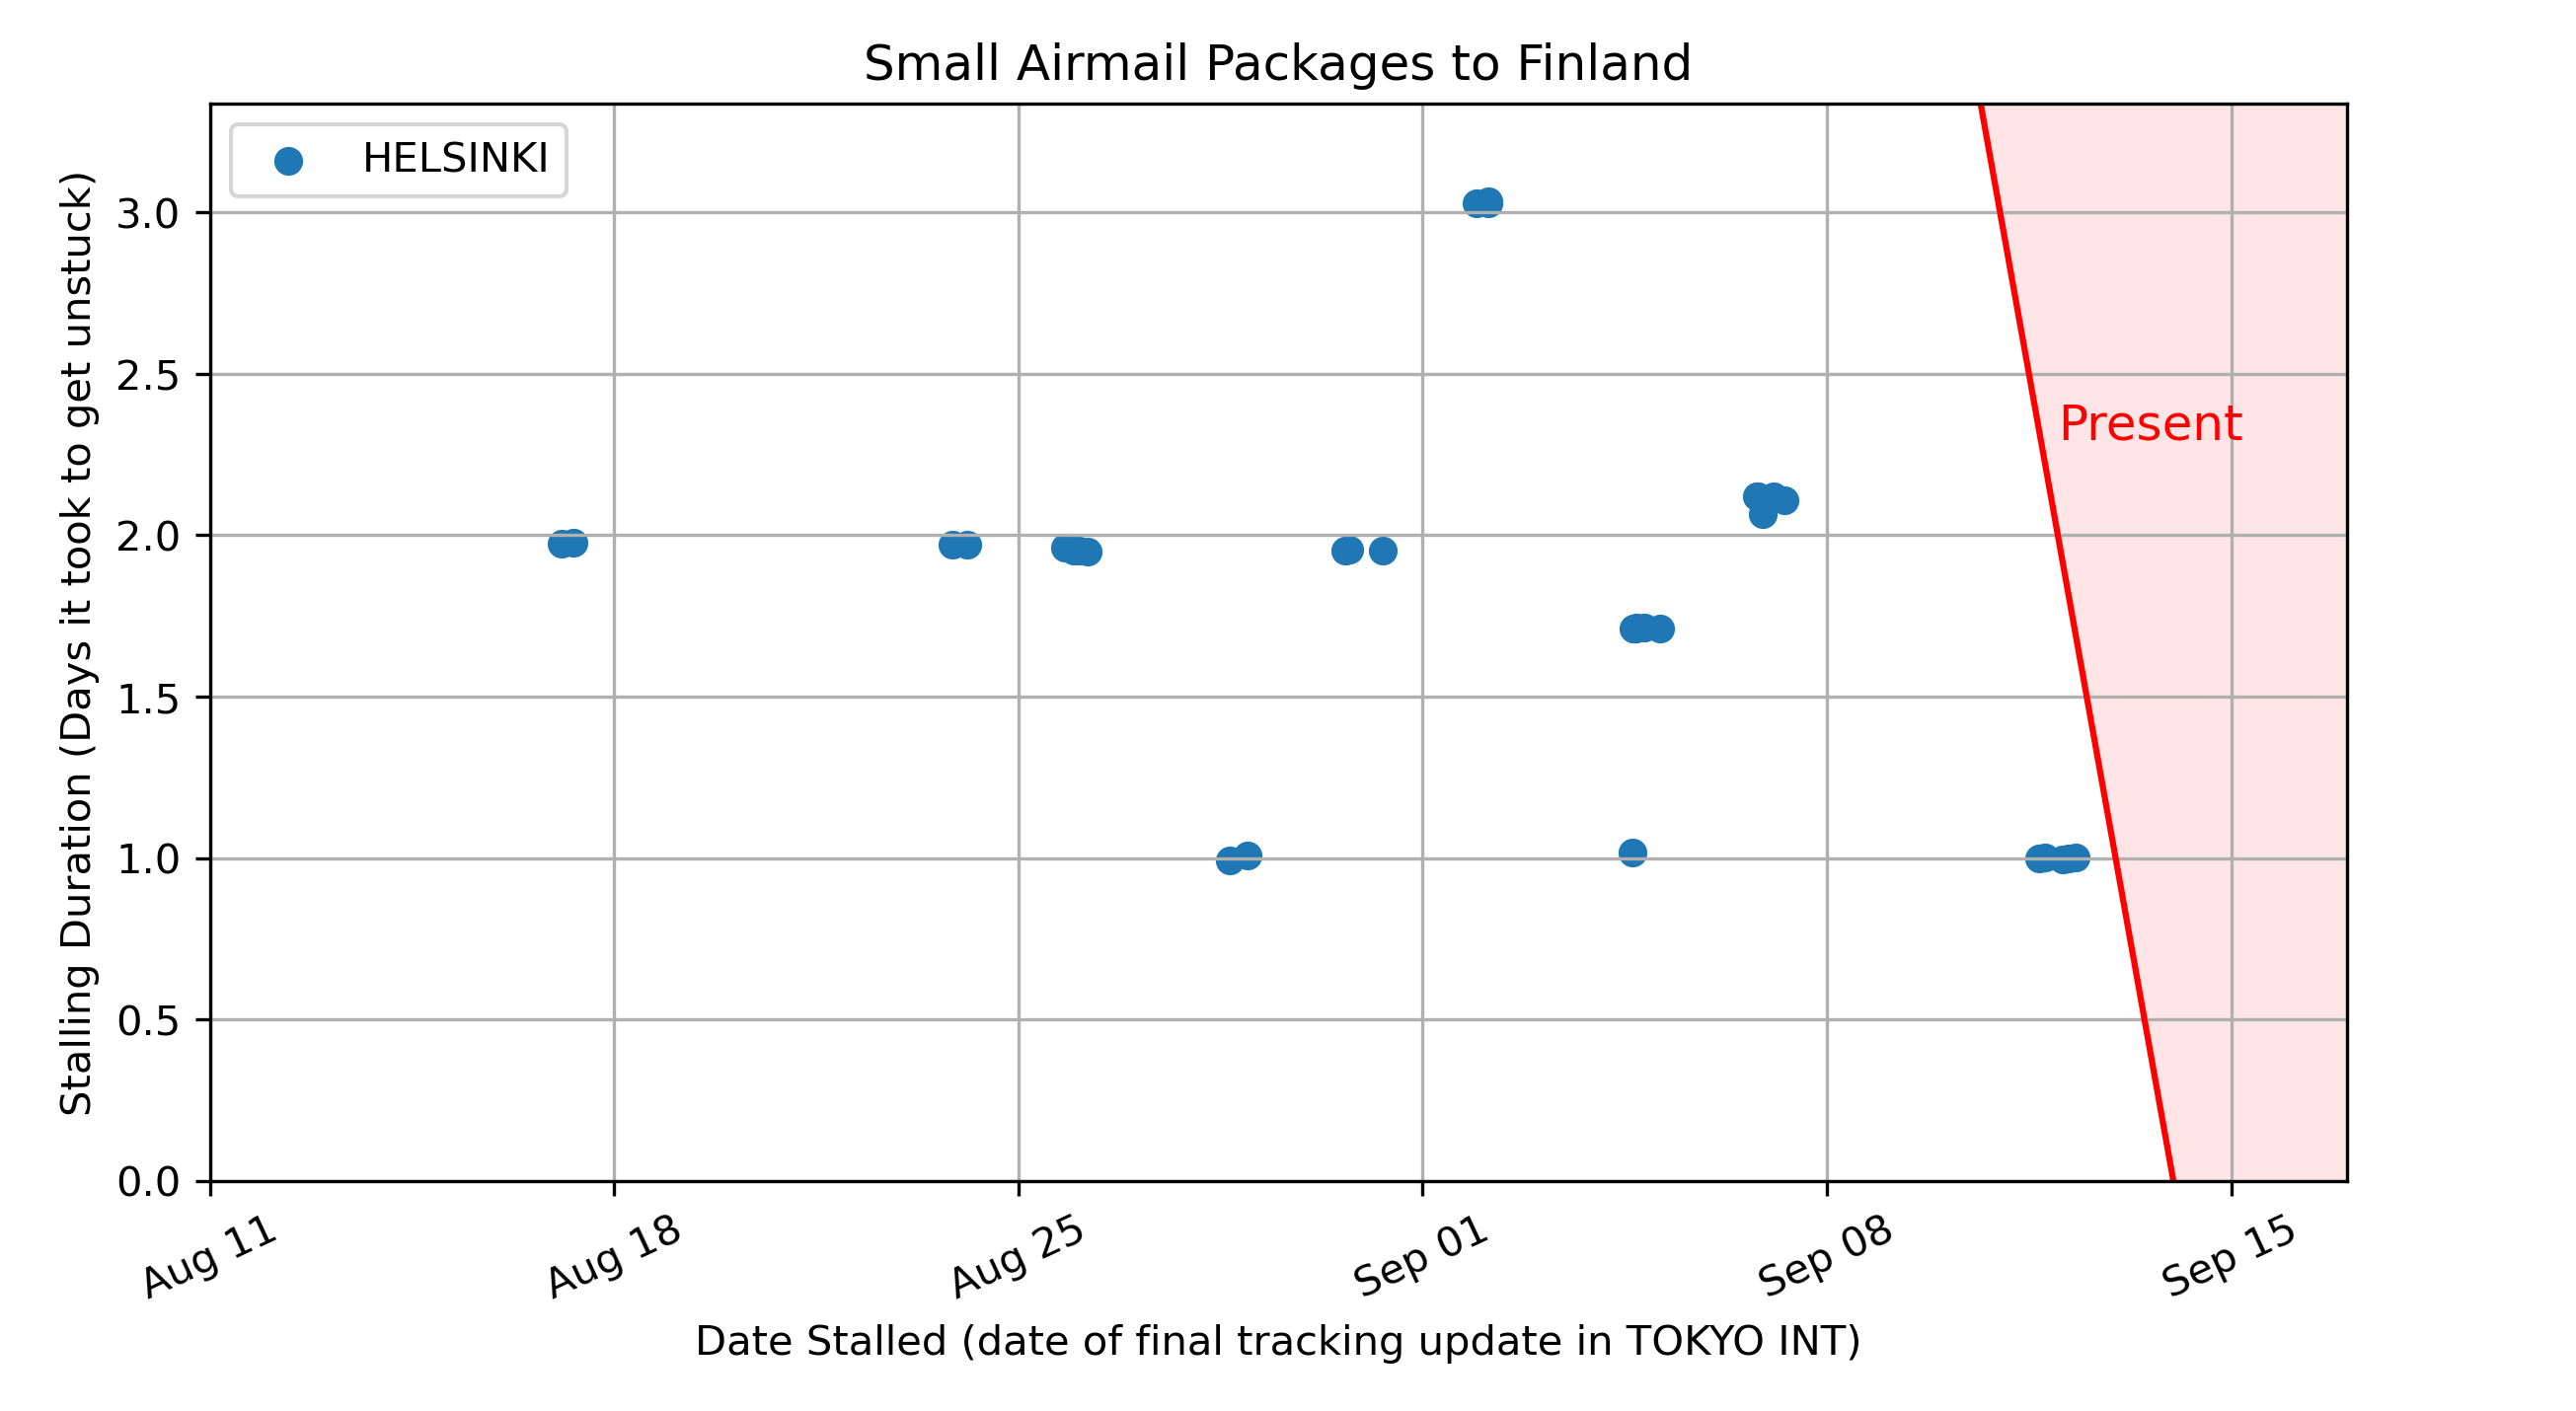 Small Airmail Packages to Finland
HELSINKI
Stalling Duration (Days it took to get unstuck)
3.0
2.5
2.0
1.5
1.0
0.5
0.0
Present
Aug 11
Aug 18
Aug 25
Sep 01
Sep 08
Sep 15
Date Stalled (date of final tracking update in TOKYO INT)